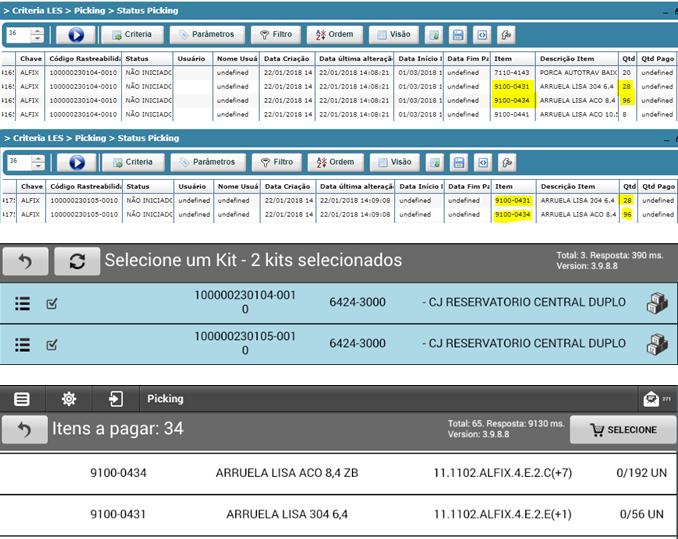 > Criteria LES > Picking > Status Picking
36 Criteria Parâmetros Filtro Ordem Visão
Chave Código Rastreabilida Status Usuário Nome Usuá Data Criação Data última alteraçã Data Início I Data Fim Pa Item Descrição Item Qtd Qtd Pago
ALFIX 100000230104-0010 NÃO INICIADO undefined 22/01/2018 14 22/01/2018 14:08:21 01/03/2018 1 undefined 7110-4143 PORCA AUTOTRAV BAIX 20 undefined
ALFIX 100000230104-0010 NÃO INICIADO undefined 22/01/2018 14 22/01/2018 14:08:21 01/03/2018 1 undefined 9100-0431 ARRUELA LISA 304 6,4 28 undefined
ALFIX 100000230104-0010 NÃO INICIADO undefined 22/01/2018 14 22/01/2018 14:08:21 01/03/2018 1 undefined 9100-0434 ARRUELA LISA ACO 8,4 96 undefined
ALFIX 100000230104-0010 NÃO INICIADO undefined 22/01/2018 14 22/01/2018 14:08:21 01/03/2018 1 undefined 9100-0441 ARRUELA LISA ACO 10,5 8 undefined
> Criteria LES > Picking > Status Picking
36 Criteria Parâmetros Filtro Ordem Visão
Chave Código Rastreabilida Status Usuário Nome Usuá Data Criação Data última alteraçã Data Início I Data Fim Pa Item Descrição Item Qtd Qtd Pago
ALFIX 100000230105-0010 NÃO INICIADO undefined undefined 22/01/2018 14 22/01/2018 14:09:08 undefined undefined 9100-0431 ARRUELA LISA 304 6,4 28 undefined
ALFIX 100000230105-0010 NÃO INICIADO undefined undefined 22/01/2018 14 22/01/2018 14:09:08 undefined undefined 9100-0434 ARRUELA LISA ACO 8,4 96 undefined
Selecione um Kit - 2 kits selecionados
Total: 3. Resposta: 390 ms.
Version: 3.9.8.8
100000230104-001
0
6424-3000 - CJ RESERVATORIO CENTRAL DUPLO
100000230105-001
0
6424-3000 - CJ RESERVATORIO CENTRAL DUPLO
Picking 271
Itens a pagar: 34
Total: 65. Resposta: 9130 ms.
Version: 3.9.8.8
SELECIONE
9100-0434 ARRUELA LISA ACO 8,4 ZB 11.1102.ALFIX.4.E.2.C(+7) 0/192 UN
9100-0431 ARRUELA LISA 304 6,4 11.1102.ALFIX.4.E.2.E(+1) 0/56 UN